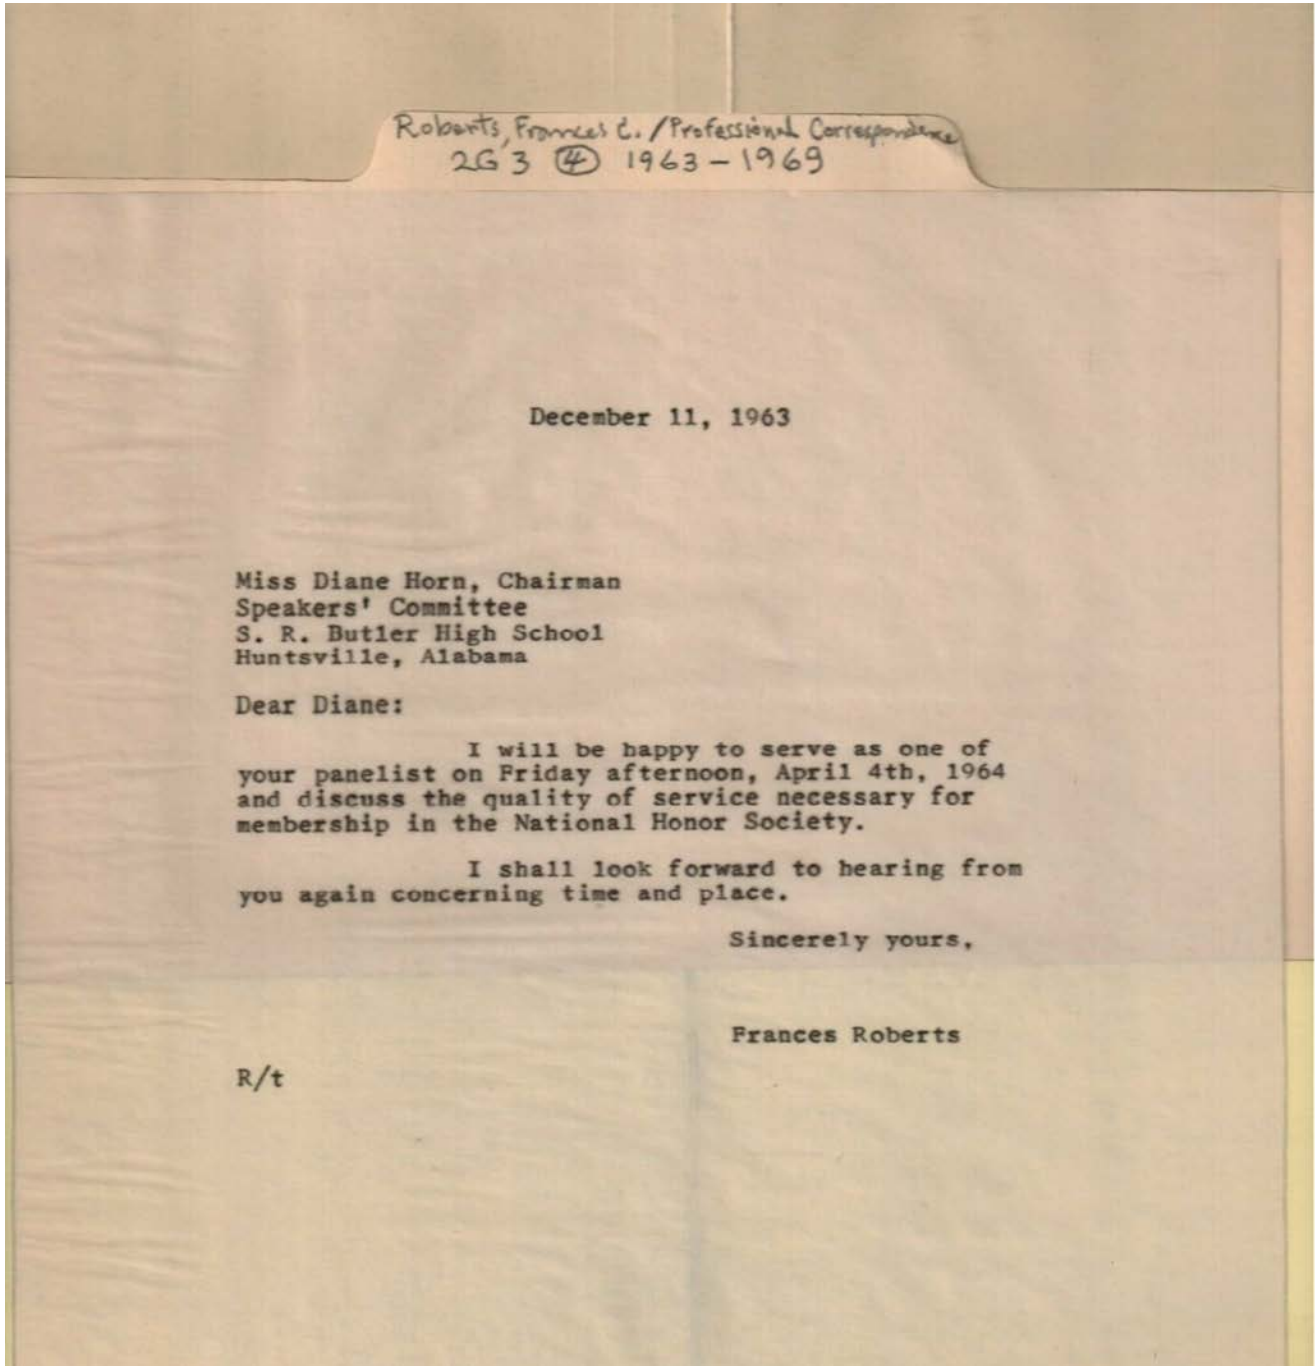 Roberts, Frances C. / Professional Correspondence
2G3 ④ 1963-1969
December 11, 1963
Miss Diane Horn, Chairman
Speakers' Committee
S. R. Butler High School
Huntsville, Alabama
Dear Diane:
I will be happy to serve as one of
your panelist on Friday afternoon, April 4th, 1964
and discuss the quality of service necessary for
membership in the National Honor Society.
I shall look forward to hearing from
you again concerning time and place.
Sincerely yours,
Frances Roberts
R/t